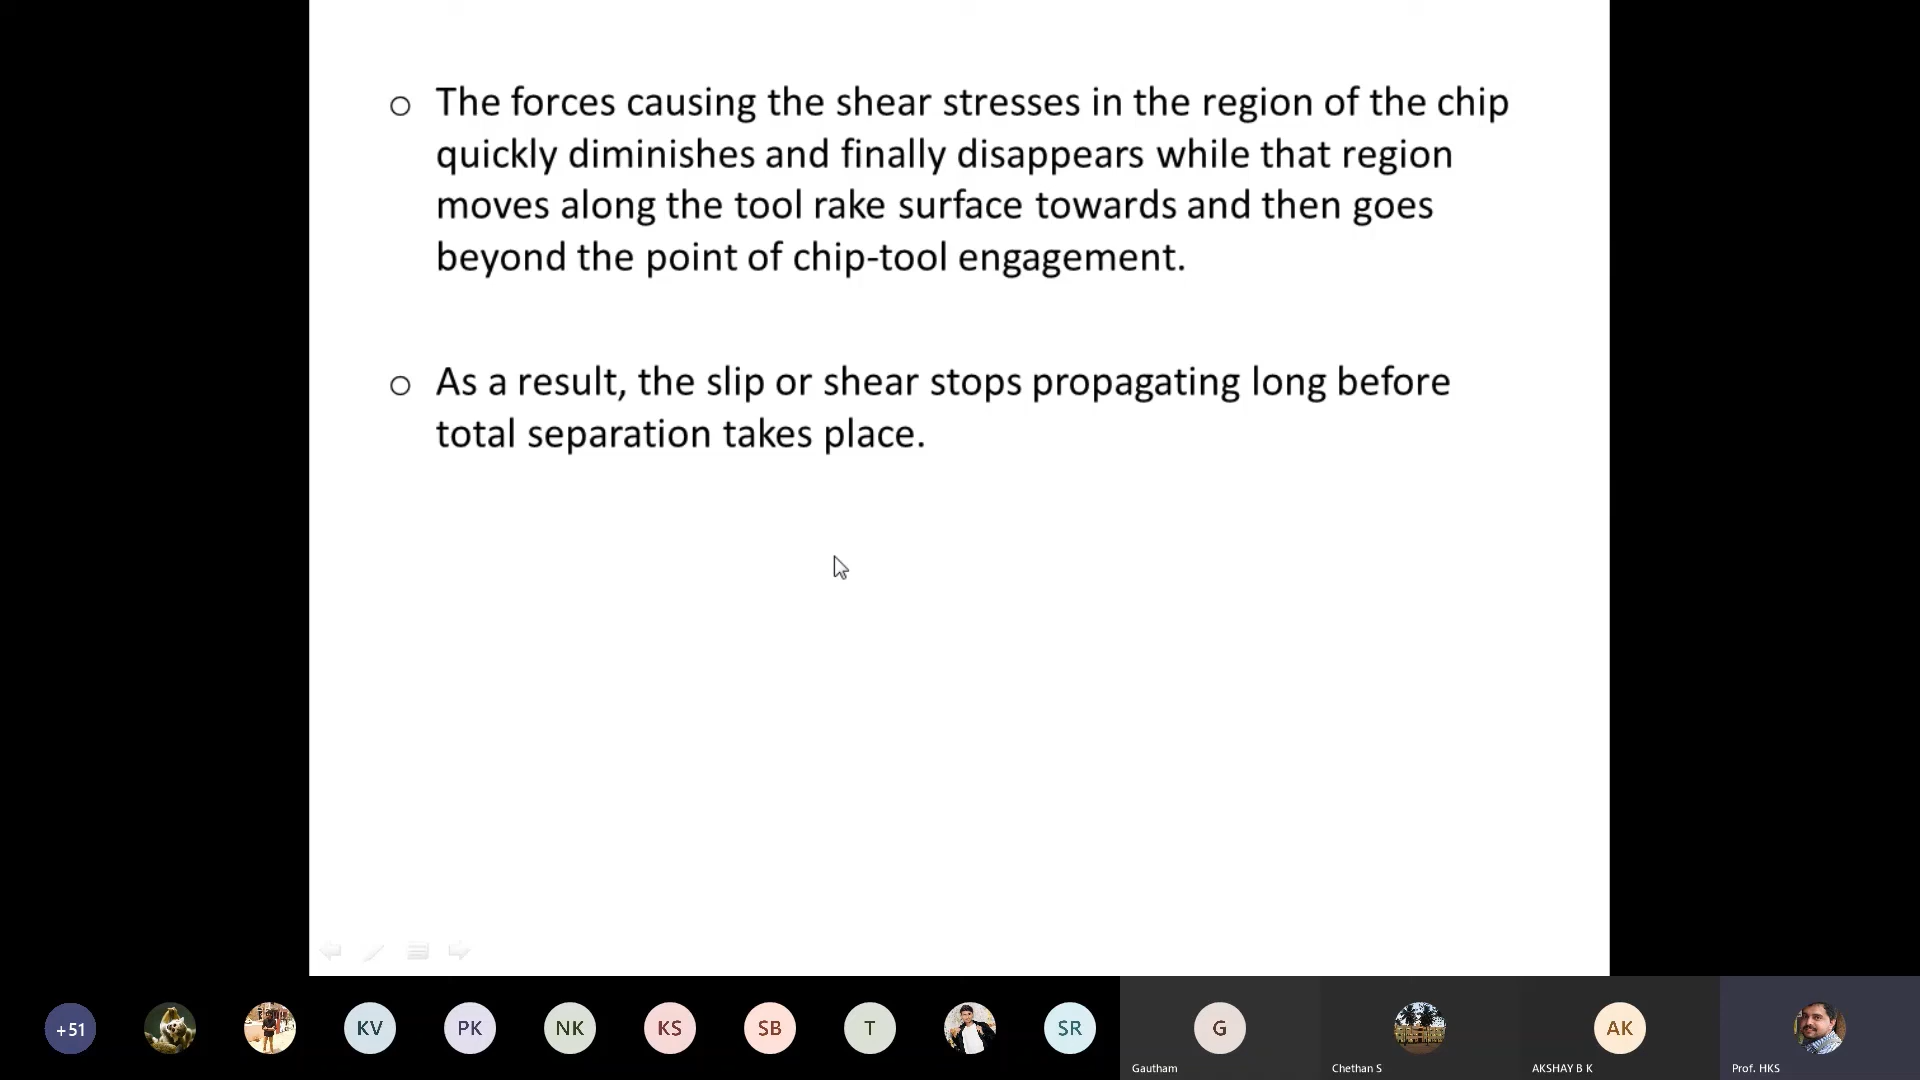 o The forces causing the shear stresses in the region of the chip
quickly diminishes and finally disappears while that region
moves along the tool rake surface towards and then goes
beyond the point of chip-tool engagement.
o As a result, the slip or shear stops propagating long before
total separation takes place.
+51
KV
PK
NK
KS
SB
T
SR
G
AK
Gautham
Chethan S
AKSHAY B K
Prof. HKS